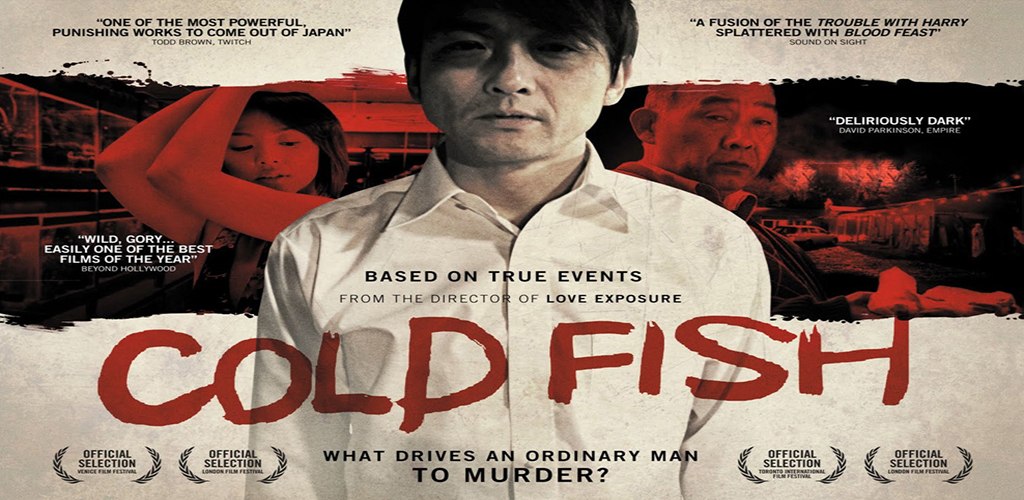 "ONE OF THE MOST POWERFUL,
PUNISHING WORKS TO COME OUT OF JAPAN"
TODD BROWN, TWITCH
"A FUSION OF THE TROUBLE WITH HARRY
SPLATTERED WITH BLOOD FEAST"
SOUND ON SIGHT
"DELIRIOUSLY DARK"
DAVID PARKINSON, EMPIRE
"WILD, GORY...
EASILY ONE OF THE BEST
FILMS OF THE YEAR"
BEYOND HOLLYWOOD
BASED ON TRUE EVENTS
FROM THE DIRECTOR OF LOVE EXPOSURE
COLD FISH
WHAT DRIVES AN ORDINARY MAN
TO MURDER?
OFFICIAL
SELECTION
VENICE FILM FESTIVAL
OFFICIAL
SELECTION
LONDON FILM FESTIVAL
OFFICIAL
SELECTION
TORONTO INTERNATIONAL
FILM FESTIVAL
OFFICIAL
SELECTION
LONDON FILM FESTIVAL